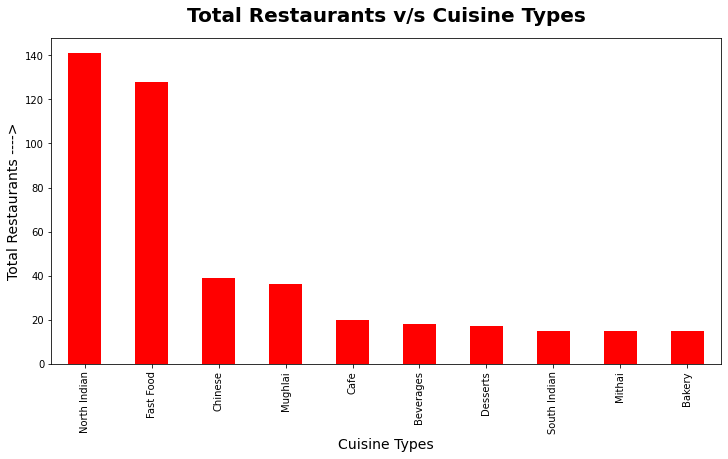 Total Restaurants v/s Cuisine Types
Total Restaurants ---->
140
120
100
80
60
40
20
0
North Indian
Fast Food
Chinese
Mughlai
Cafe
Beverages
Desserts
South Indian
Mithai
Bakery
Cuisine Types